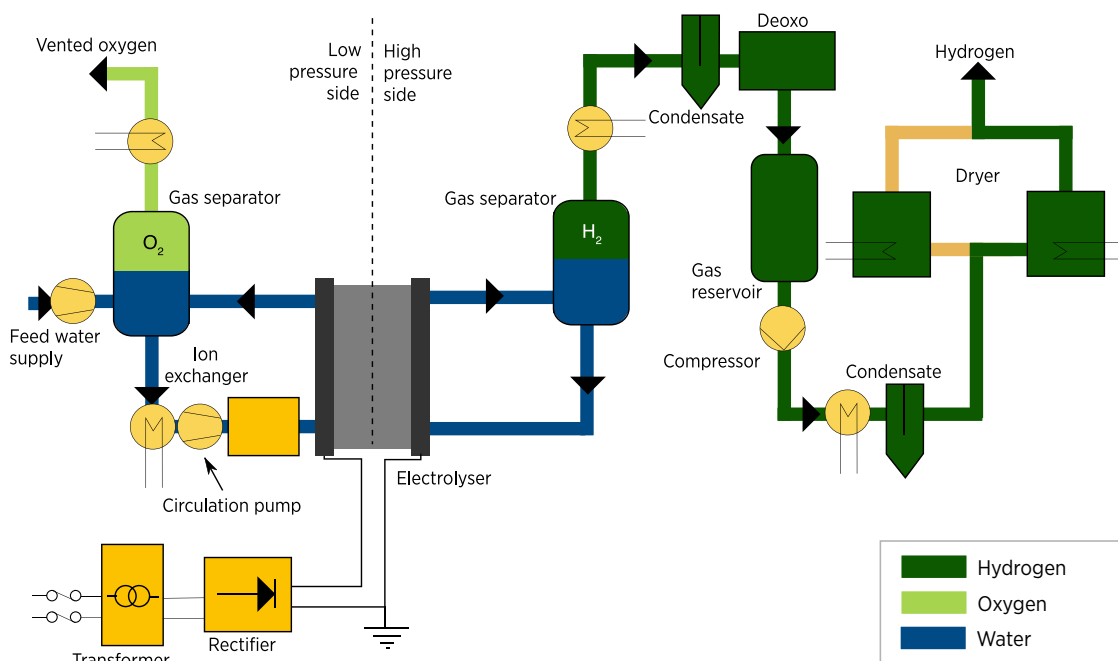 Vented oxygen
Low
pressure
side
High
pressure
side
Deoxo
Hydrogen
Condensate
Gas separator
Gas separator
Dryer
O2
H2
Gas
reservoir
Feed water
supply
Ion
exchanger
Compressor
Condensate
Electrolyser
Circulation pump
Hydrogen
Oxygen
Water
Rectifier
Transformer